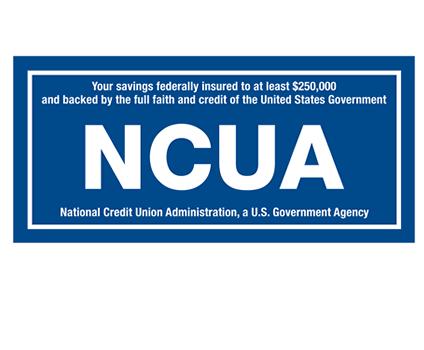 Your savings federally insured to at least $250,000
and backed by the full faith and credit of the United States Government
NCUA
National Credit Union Administration, a U.S. Government Agency